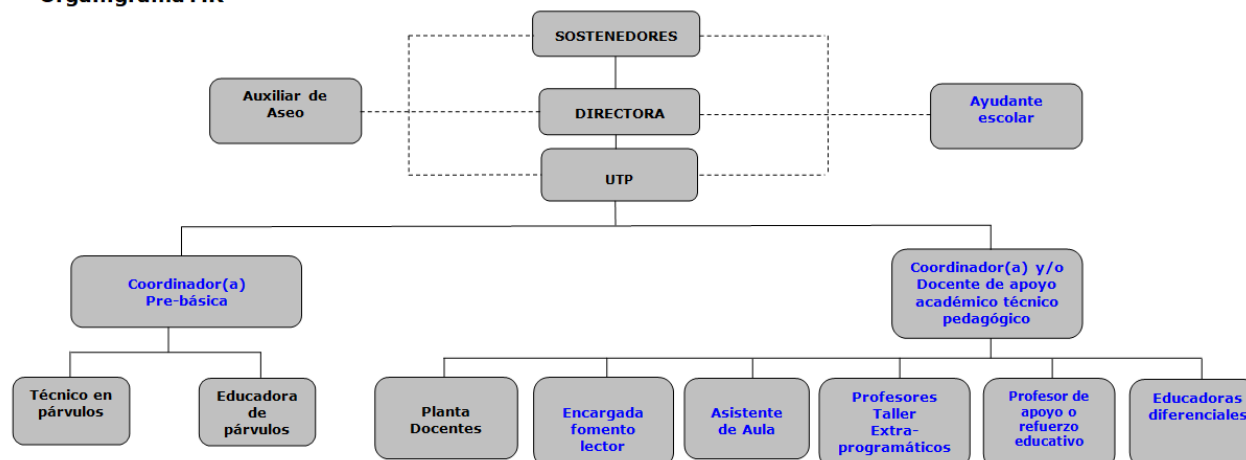 SOSTENEDORES
Auxiliar de
Aseo
DIRECTORA
Ayudante
escolar
UTP
Coordinador(a)
Pre-básica
Coordinador(a) y/o
Docente de apoyo
académico técnico
pedagógico
Técnico en
párvulos
Educadora
de
párvulos
Planta
Docentes
Encargada
fomento
lector
Asistente
de Aula
Profesores
Taller
Extra-
programáticos
Profesor de
apoyo o
refuerzo
educativo
Educadoras
diferenciales